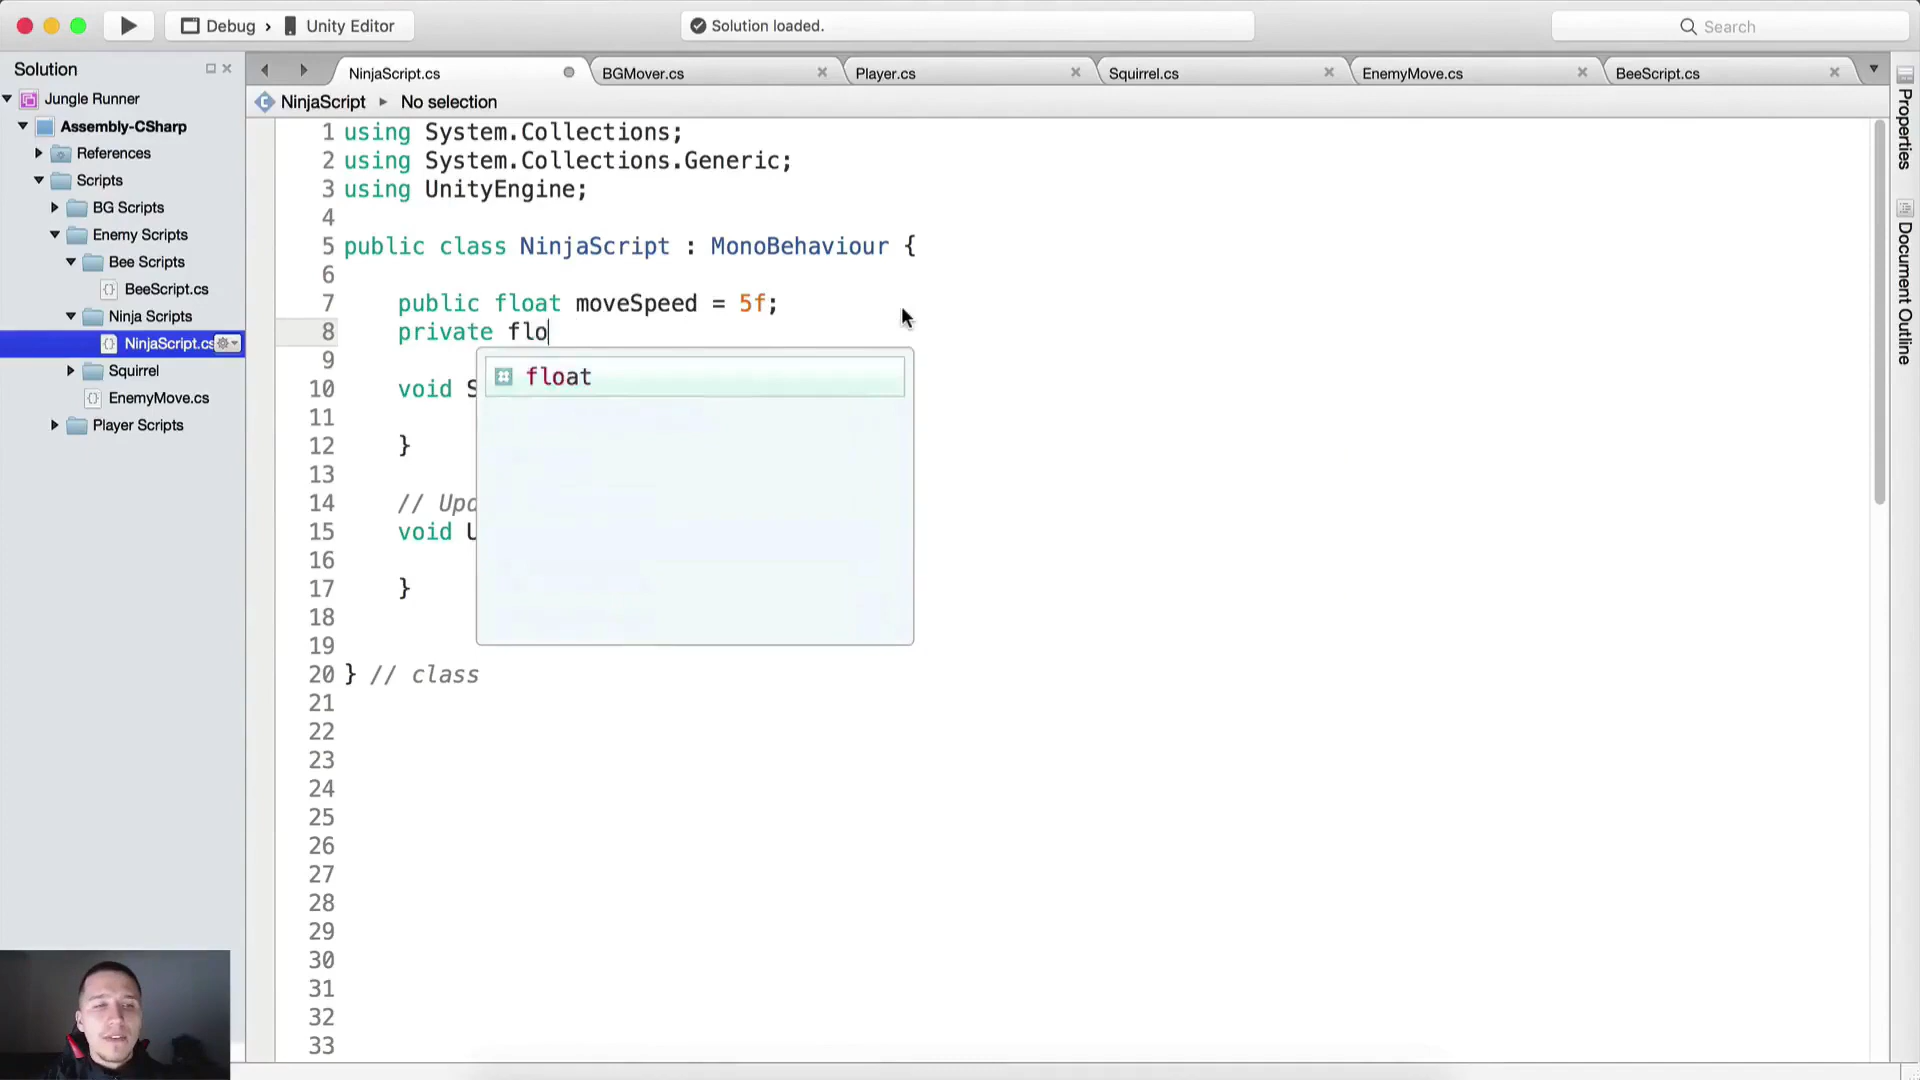 Debug › Unity Editor
Solution loaded.
Search
Solution
NinjaScript.cs
BGMover.cs
Player.cs
Squirrel.cs
EnemyMove.cs
BeeScript.cs
Jungle Runner
Assembly-CSharp
References
Scripts
BG Scripts
Enemy Scripts
Bee Scripts
BeeScript.cs
Ninja Scripts
NinjaScript.cs
Squirrel
EnemyMove.cs
Player Scripts
NinjaScript ▸ No selection
1 using System.Collections;
2 using System.Collections.Generic;
3 using UnityEngine;
4
5 public class NinjaScript : MonoBehaviour {
6
7 public float moveSpeed = 5f;
8 private flo
float
9
10 void S
11
12 }
13
14 // Upd
15 void U
16
17 }
18
19
20 } // class
21
22
23
24
25
26
27
28
29
30
31
32
33
Properties
Document Outline